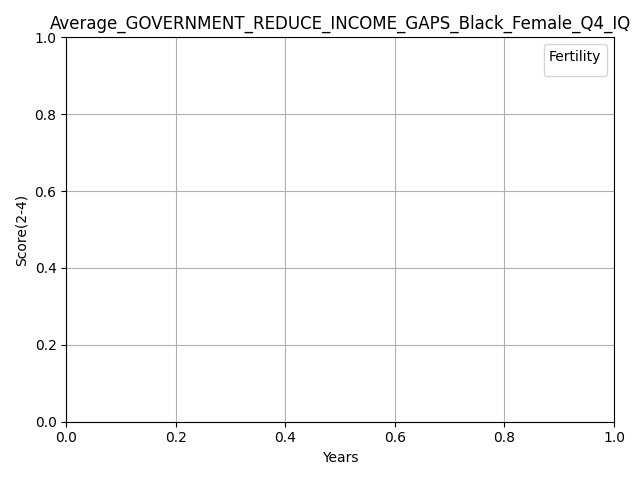 Average_GOVERNMENT_REDUCE_INCOME_GAPS_Black_Female_Q4_IQ
Fertility
1.0
0.8
0.6
0.4
0.2
0.0
Score(2-4)
0.0 0.2 0.4 0.6 0.8 1.0
Years